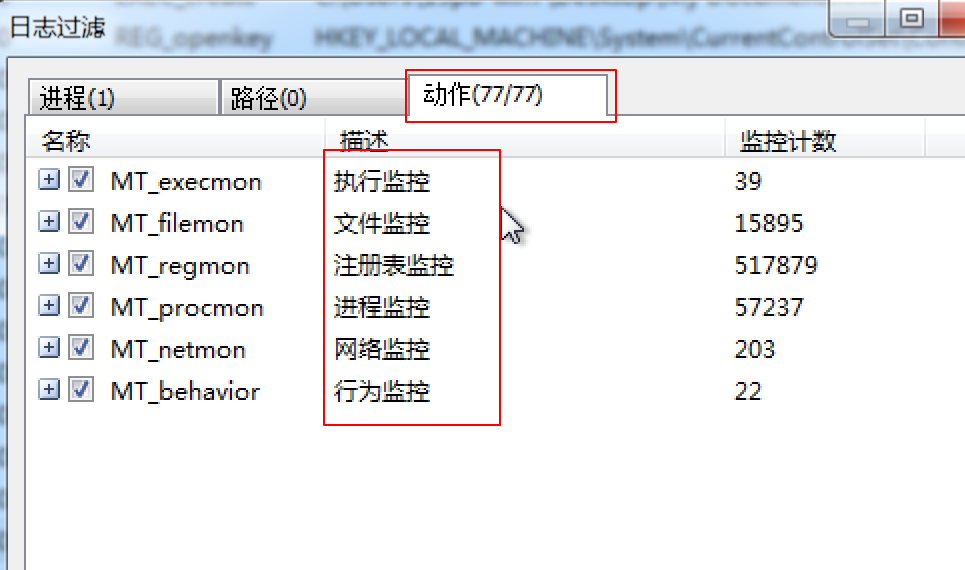 日志过滤
REG_openkey HKEY_LOCAL_MACHINE\System\CurrentControlSet\
进程(1) 路径(0) 动作(77/77)
名称 描述 监控计数
MT_execmon 执行监控 39
MT_filemon 文件监控 15895
MT_regmon 注册表监控 517879
MT_procmon 进程监控 57237
MT_netmon 网络监控 203
MT_behavior 行为监控 22